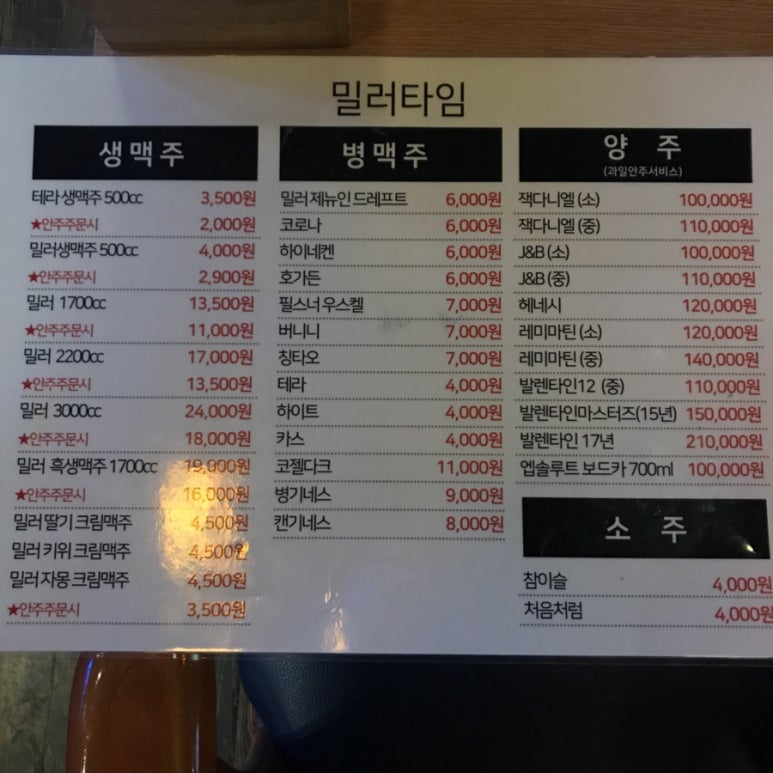 밀러타임
생맥주
테라 생맥주 500cc 3,500원
★안주주문시 2,000원
밀러생맥주 500cc 4,000원
★안주주문시 2,900원
밀러 1700cc 13,500원
★안주주문시 11,000원
밀러 2200cc 17,000원
★안주주문시 13,500원
밀러 3000cc 24,000원
★안주주문시 18,000원
밀러 흑생맥주 1700cc 19,000원
★안주주문시 16,000원
밀러 딸기 크림맥주 4,500원
밀러 키위 크림맥주 4,500원
밀러 자몽 크림맥주 4,500원
★안주주문시 3,500원
병맥주
밀러 제뉴인 드레프트 6,000원
코로나 6,000원
하이네켄 6,000원
호가든 6,000원
필스너 우스켈 7,000원
버니니 7,000원
칭타오 7,000원
테라 4,000원
하이트 4,000원
카스 4,000원
코젤다크 11,000원
병기네스 9,000원
캔기네스 8,000원
양주
(과일안주서비스)
잭다니엘 (소) 100,000원
잭다니엘 (중) 110,000원
J&B (소) 100,000원
J&B (중) 110,000원
헤네시 120,000원
레미마틴 (소) 120,000원
레미마틴 (중) 140,000원
발렌타인12 (중) 110,000원
발렌타인마스터즈(15년) 150,000원
발렌타인 17년 210,000원
엡솔루트 보드카 700ml 100,000원
소주
참이슬 4,000원
처음처럼 4,000원